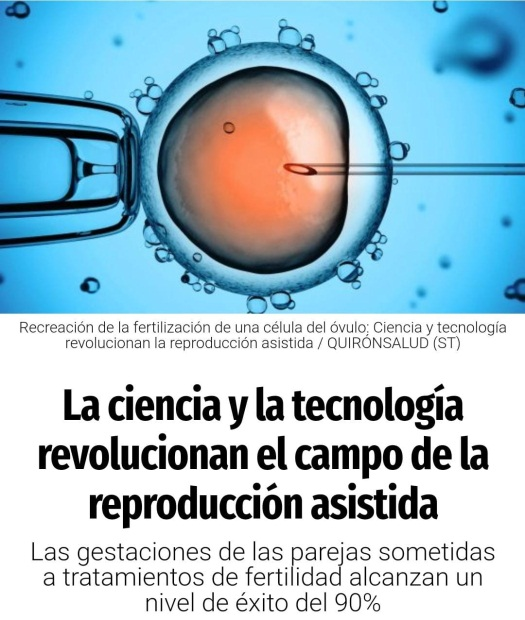 Recreación de la fertilización de una célula del óvulo; Ciencia y tecnología
revolucionan la reproducción asistida / QUIRÓNSALUD (ST)
La ciencia y la tecnología
revolucionan el campo de la
reproducción asistida
Las gestaciones de las parejas sometidas
a tratamientos de fertilidad alcanzan un
nivel de éxito del 90%